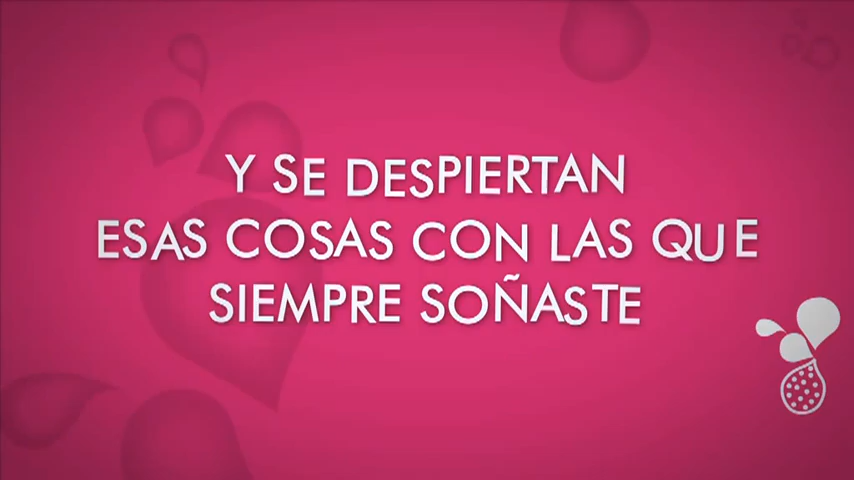 Y SE DESPIERTAN
ESAS COSAS CON LAS QUE
SIEMPRE SOÑASTE